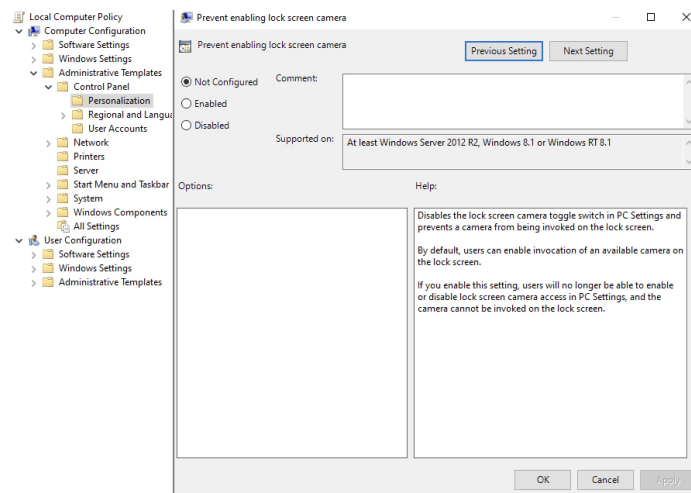 Local Computer Policy
Computer Configuration
Software Settings
Windows Settings
Administrative Templates
Control Panel
Personalization
Regional and Langua
User Accounts
Network
Printers
Server
Start Menu and Taskbar
System
Windows Components
All Settings
User Configuration
Software Settings
Windows Settings
Administrative Templates
Prevent enabling lock screen camera
Prevent enabling lock screen camera
Previous Setting
Next Setting
Not Configured
Comment:
Enabled
Disabled
Supported on:
At least Windows Server 2012 R2, Windows 8.1 or Windows RT 8.1
Options:
Help:
Disables the lock screen camera toggle switch in PC Settings and
prevents a camera from being invoked on the lock screen.
By default, users can enable invocation of an available camera on
the lock screen.
If you enable this setting, users will no longer be able to enable
or disable lock screen camera access in PC Settings, and the
camera cannot be invoked on the lock screen.
OK
Cancel
Apply